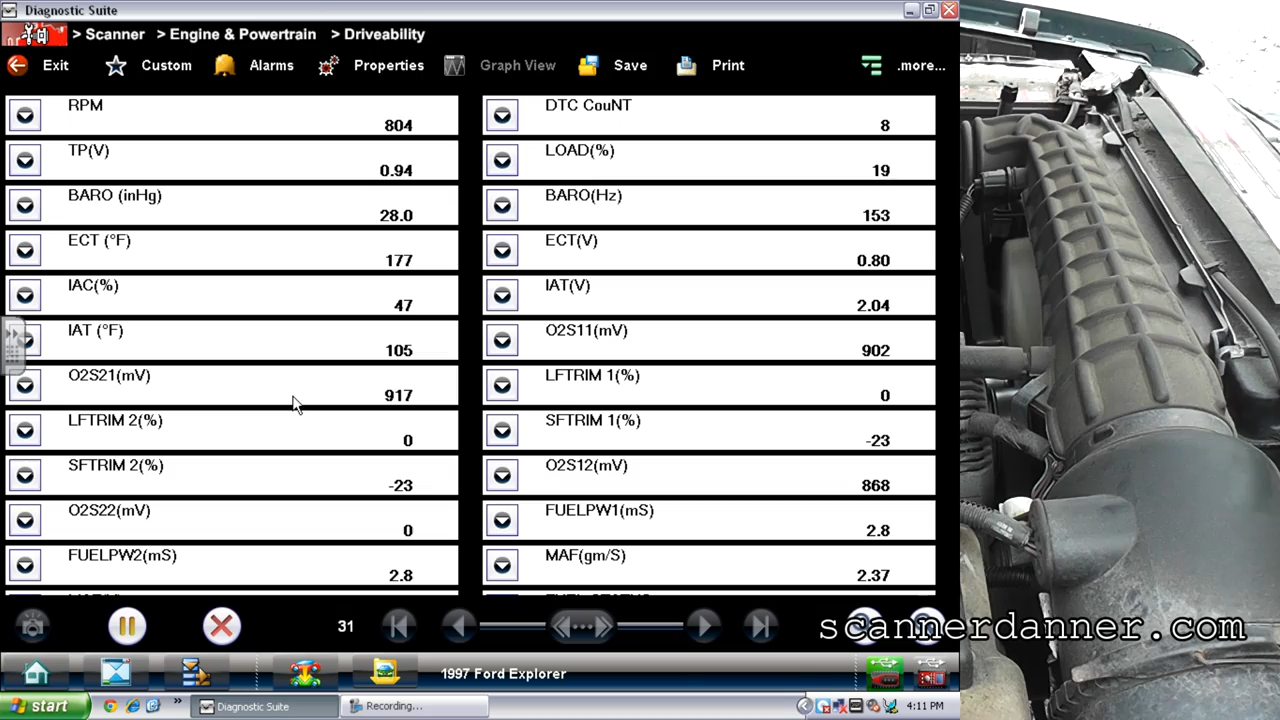 Diagnostic Suite
> Scanner > Engine & Powertrain > Driveability
Exit Custom Alarms Properties Graph View Save Print .more...
RPM 804 DTC CouNT 8
TP(V) 0.94 LOAD(%) 19
BARO (inHg) 28.0 BARO(Hz) 153
ECT (°F) 177 ECT(V) 0.80
IAC(%) 47 IAT(V) 2.04
IAT (°F) 105 O2S11(mV) 902
O2S21(mV) 917 LFTRIM 1(%) 0
LFTRIM 2(%) 0 SFTRIM 1(%) -23
SFTRIM 2(%) -23 O2S12(mV) 868
O2S22(mV) 0 FUELPW1(mS) 2.8
FUELPW2(mS) 2.8 MAF(gm/S) 2.37
31
scannerdanner.com
1997 Ford Explorer
start Diagnostic Suite Recording... 4:11 PM